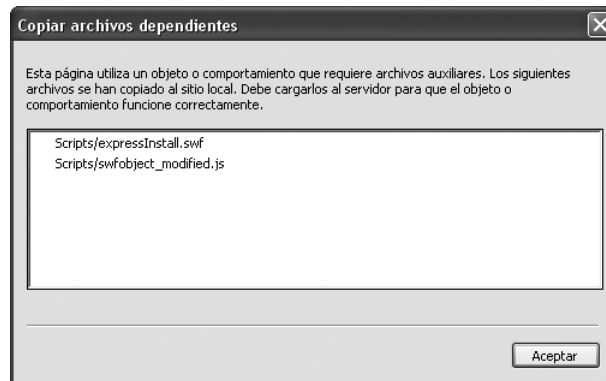 Copiar archivos dependientes
Esta página utiliza un objeto o comportamiento que requiere archivos auxiliares. Los siguientes
archivos se han copiado al sitio local. Debe cargarlos al servidor para que el objeto o
comportamiento funcione correctamente.
Scripts/expressInstall.swf
Scripts/swfobject_modified.js
Aceptar